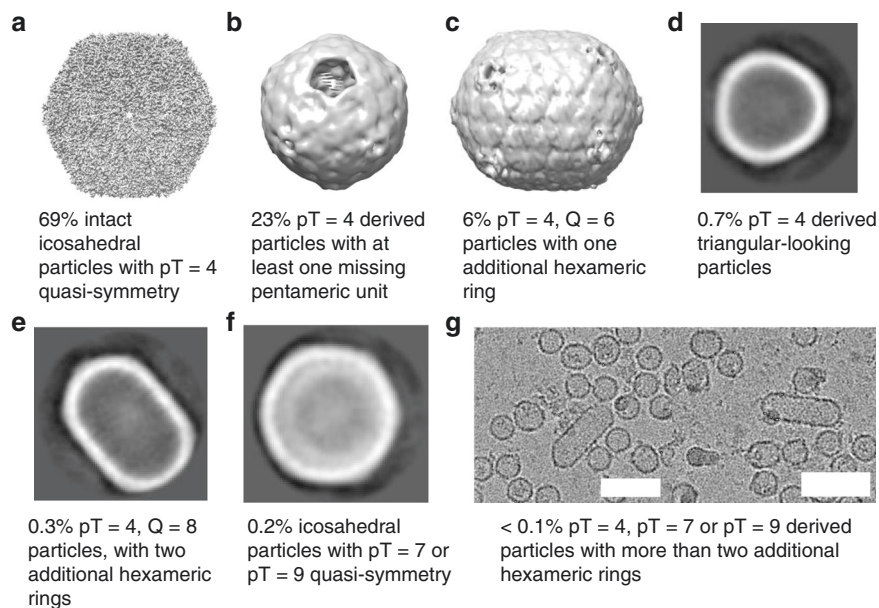 a
b
c
d
69% intact
icosahedral
particles with pT = 4
quasi-symmetry
23% pT = 4 derived
particles with at
least one missing
pentameric unit
6% pT = 4, Q = 6
particles with one
additional hexameric
ring
0.7% pT = 4 derived
triangular-looking
particles
e
f
g
0.3% pT = 4, Q = 8
particles, with two
additional hexameric
rings
0.2% icosahedral
particles with pT = 7 or
pT = 9 quasi-symmetry
< 0.1% pT = 4, pT = 7 or pT = 9 derived
particles with more than two additional
hexameric rings